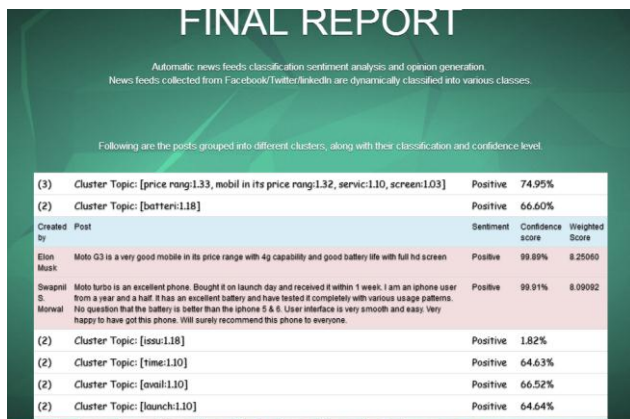 FINAL REPORT
Automatic news feeds classification sentiment analysis and opinion generation.
News feeds collected from Facebook/Twitter/linkedIn are dynamically classified into various classes.
Following are the posts grouped into different clusters, along with their classification and confidence level.
(3) Cluster Topic: [price rang:1.33, mobil in its price rang:1.32, servic:1.10, screen:1.03] Positive 74.95%
(2) Cluster Topic: [batteri:1.18] Positive 66.60%
Created Post Sentiment Confidence Weighted
by score Score
Elon Moto G3 is a very good mobile in its price range with 4g capability and good battery life with full hd screen Positive 99.89% 8.25060
Musk
Swapnil Moto turbo is an excellent phone. Bought it on launch day and received it within 1 week. I am an iphone user Positive 99.91% 8.09092
S. from a year and a half. It has an excellent battery and have tested it completely with various usage patterns.
Morwal No question that the battery is better than the iphone 5 & 6. User interface is very smooth and easy. Very
happy to have got this phone. Will surely recommend this phone to everyone.
(2) Cluster Topic: [issu:1.18] Positive 1.82%
(2) Cluster Topic: [time:1.10] Positive 64.63%
(2) Cluster Topic: [avail:1.10] Positive 66.52%
(2) Cluster Topic: [launch:1.10] Positive 64.64%